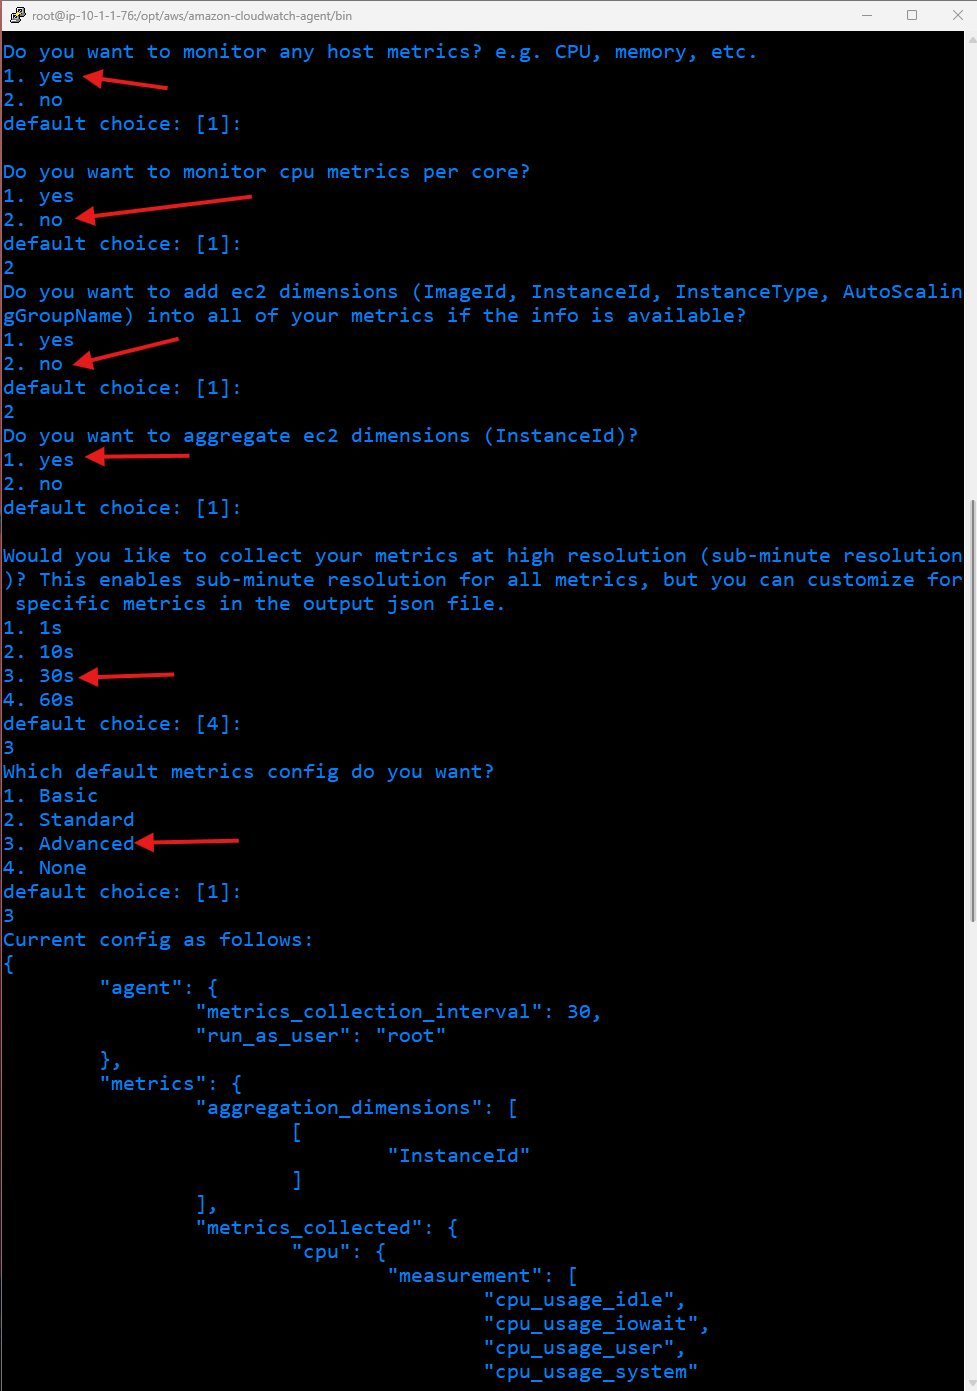 root@ip-10-1-1-76:/opt/aws/amazon-cloudwatch-agent/bin
Do you want to monitor any host metrics? e.g. CPU, memory, etc.
1. yes
2. no
default choice: [1]:
Do you want to monitor cpu metrics per core?
1. yes
2. no
default choice: [1]:
2
Do you want to add ec2 dimensions (ImageId, InstanceId, InstanceType, AutoScalin
gGroupName) into all of your metrics if the info is available?
1. yes
2. no
default choice: [1]:
2
Do you want to aggregate ec2 dimensions (InstanceId)?
1. yes
2. no
default choice: [1]:
Would you like to collect your metrics at high resolution (sub-minute resolution
)? This enables sub-minute resolution for all metrics, but you can customize for
 specific metrics in the output json file.
1. 1s
2. 10s
3. 30s
4. 60s
default choice: [4]:
3
Which default metrics config do you want?
1. Basic
2. Standard
3. Advanced
4. None
default choice: [1]:
3
Current config as follows:
{
        "agent": {
                "metrics_collection_interval": 30,
                "run_as_user": "root"
        },
        "metrics": {
                "aggregation_dimensions": [
                        [
                                "InstanceId"
                        ]
                ],
                "metrics_collected": {
                        "cpu": {
                                "measurement": [
                                        "cpu_usage_idle",
                                        "cpu_usage_iowait",
                                        "cpu_usage_user",
                                        "cpu_usage_system"